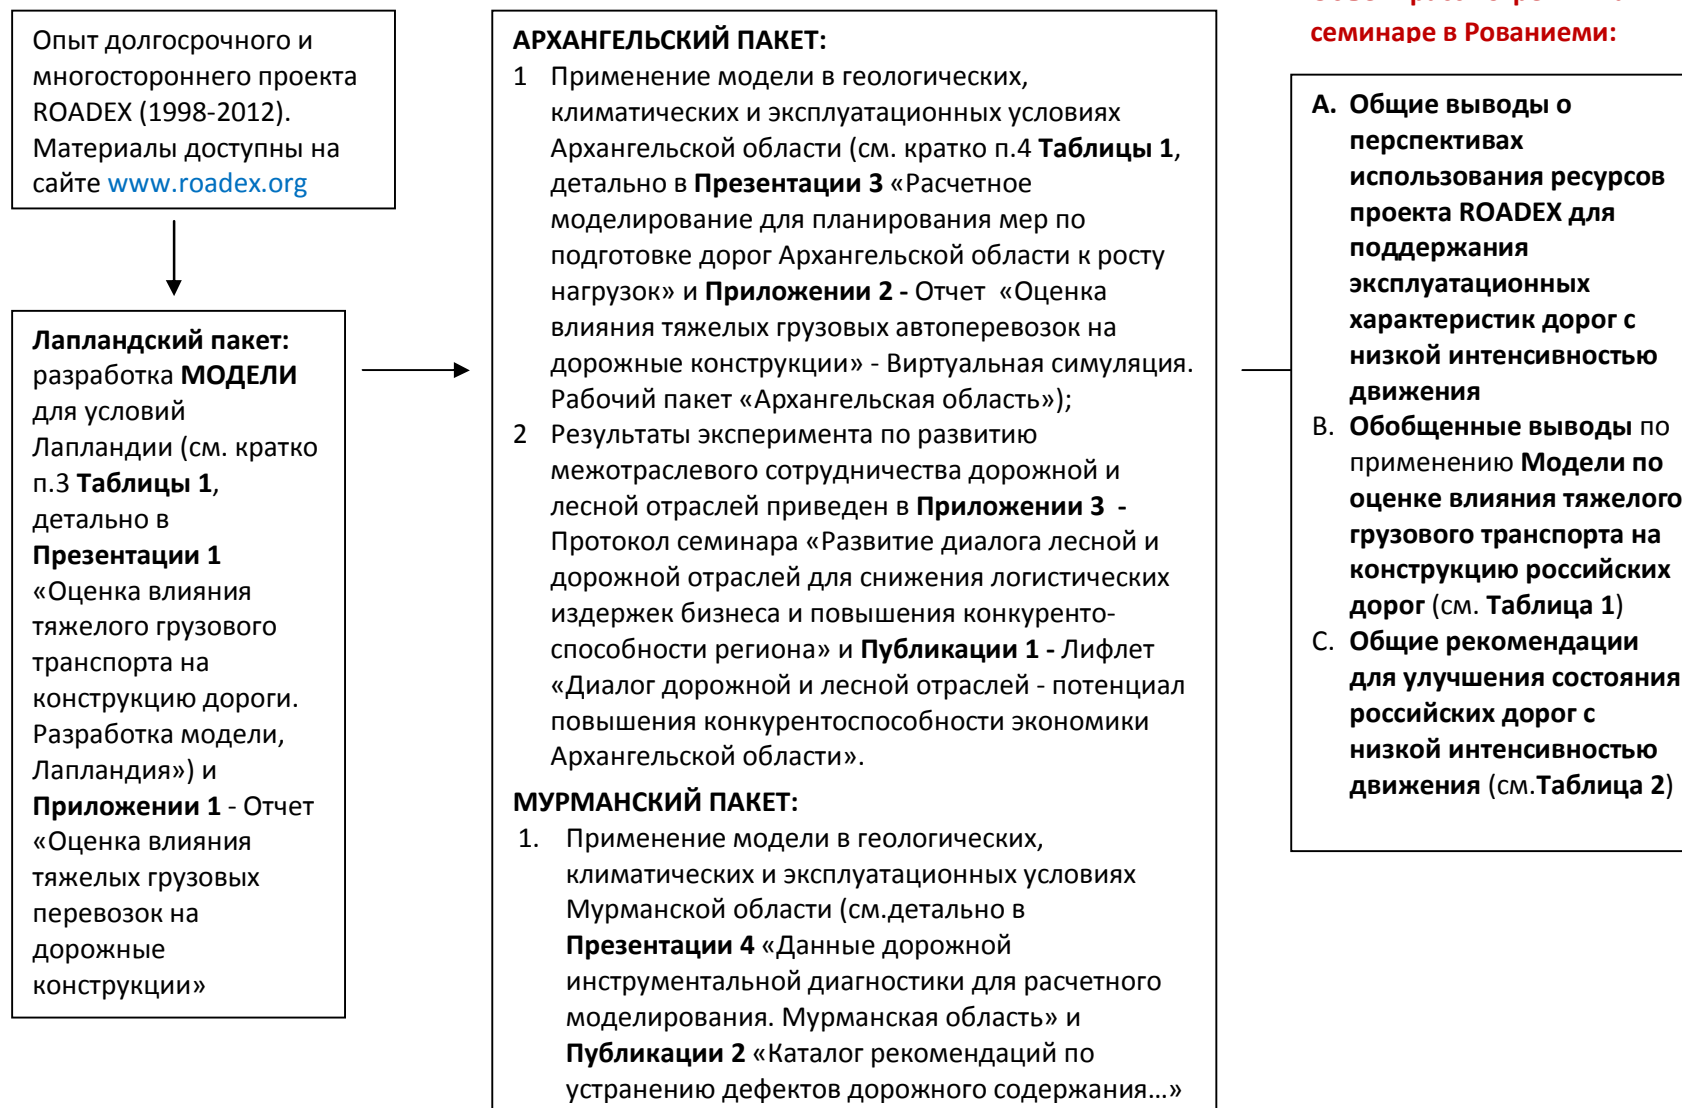 Опыт долгосрочного и
многостороннего проекта
ROADEX (1998-2012).
Материалы доступны на
сайте www.roadex.org
Лапландский пакет:
разработка МОДЕЛИ
для условий
Лапландии (см. кратко
п.3 Таблицы 1,
детально в
Презентации 1
«Оценка влияния
тяжелого грузового
транспорта на
конструкцию дороги.
Разработка модели,
Лапландия») и
Приложении 1 - Отчет
«Оценка влияния
тяжелых грузовых
перевозок на
дорожные
конструкции»
АРХАНГЕЛЬСКИЙ ПАКЕТ:
1 Применение модели в геологических,
климатических и эксплуатационных условиях
Архангельской области (см. кратко п.4 Таблицы 1,
детально в Презентации 3 «Расчетное
моделирование для планирования мер по
подготовке дорог Архангельской области к росту
нагрузок» и Приложении 2 - Отчет «Оценка
влияния тяжелых грузовых автоперевозок на
дорожные конструкции» - Виртуальная симуляция.
Рабочий пакет «Архангельская область»);
2 Результаты эксперимента по развитию
межотраслевого сотрудничества дорожной и
лесной отраслей приведен в Приложении 3 -
Протокол семинара «Развитие диалога лесной и
дорожной отраслей для снижения логистических
издержек бизнеса и повышения конкуренто-
способности региона» и Публикации 1 - Лифлет
«Диалог дорожной и лесной отраслей - потенциал
повышения конкурентоспособности экономики
Архангельской области».
МУРМАНСКИЙ ПАКЕТ:
1. Применение модели в геологических,
климатических и эксплуатационных условиях
Мурманской области (см.детально в
Презентации 4 «Данные дорожной
инструментальной диагностики для расчетного
моделирования. Мурманская область» и
Публикации 2 «Каталог рекомендаций по
устранению дефектов дорожного содержания…»
семинаре в Рованиеми:
A. Общие выводы о
перспективах
использования ресурсов
проекта ROADEX для
поддержания
эксплуатационных
характеристик дорог с
низкой интенсивностью
движения
B. Обобщенные выводы по
применению Модели по
оценке влияния тяжелого
грузового транспорта на
конструкцию российских
дорог (см. Таблица 1)
C. Общие рекомендации
для улучшения состояния
российских дорог с
низкой интенсивностью
движения (см.Таблица 2)